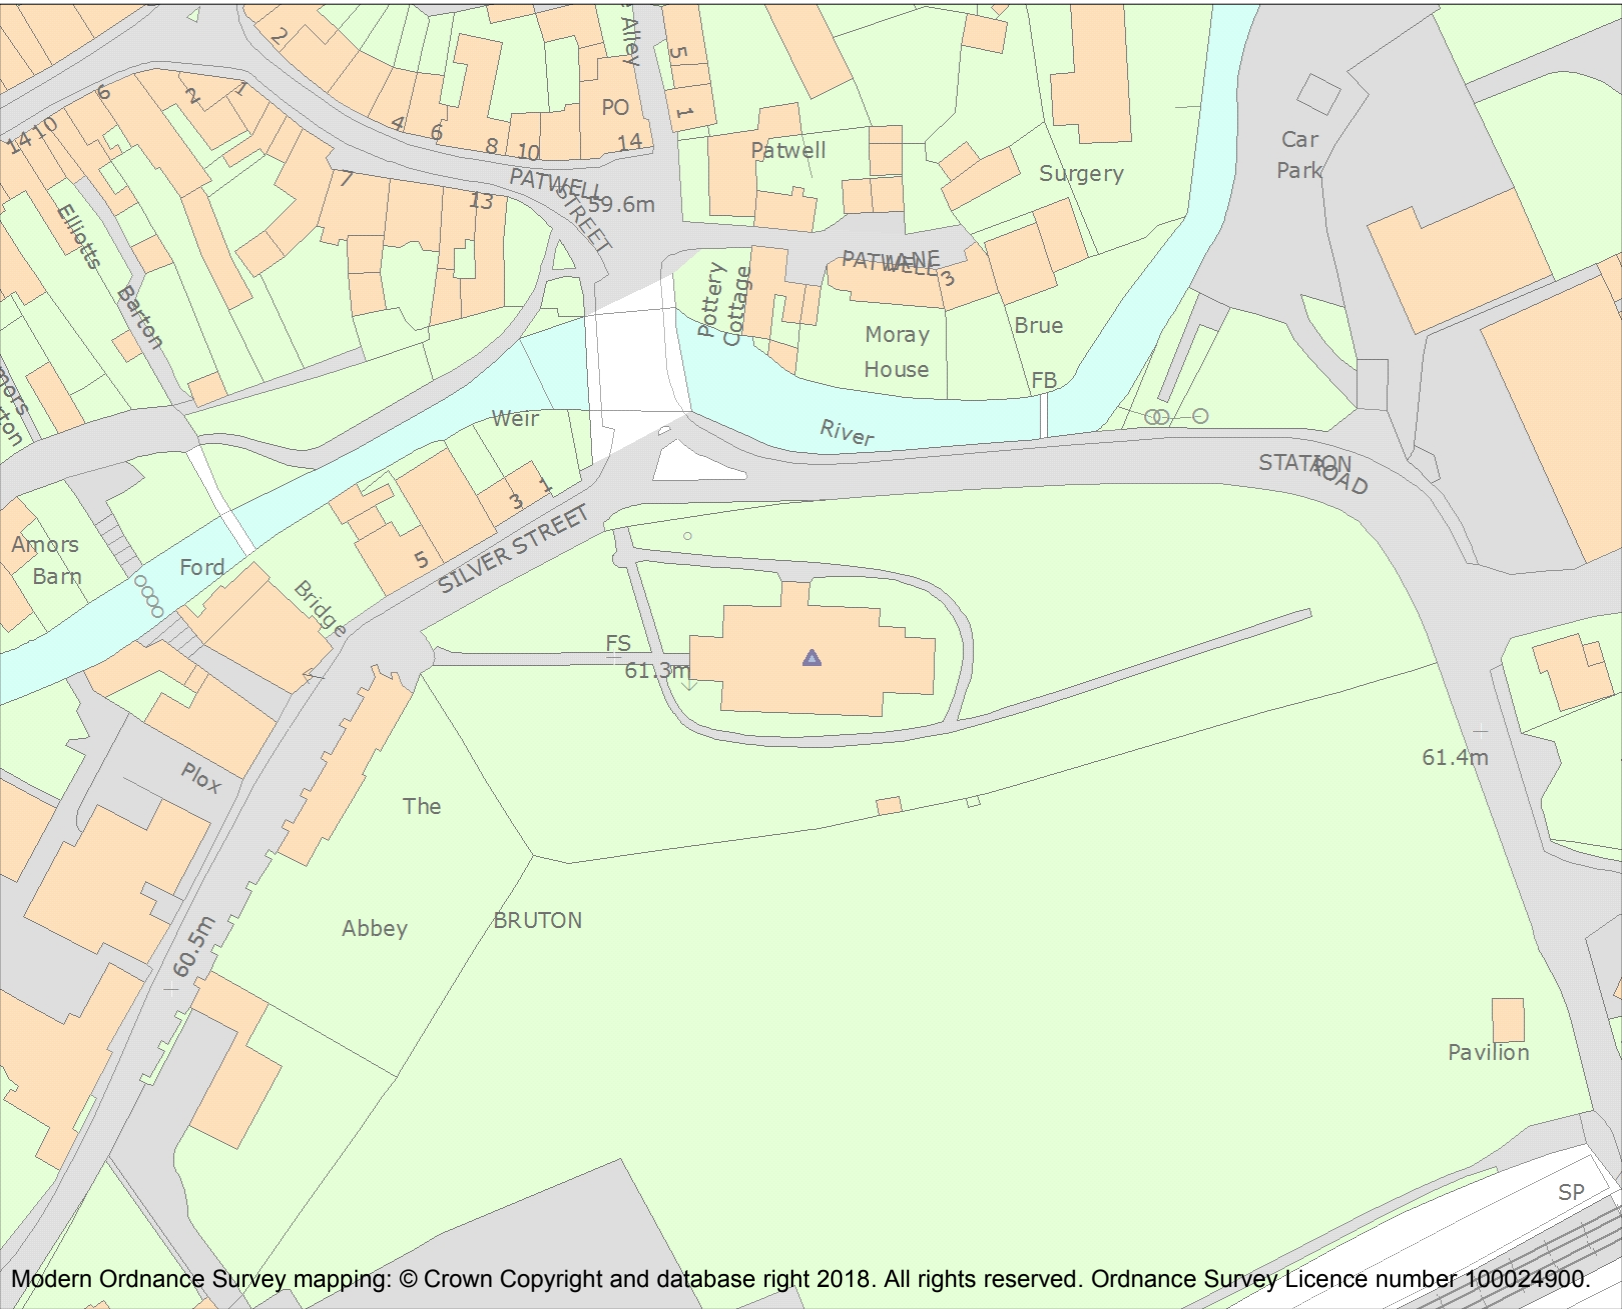 2
e Alley
5
6
2
1
1
PO
14 10
4
6
8
10
14
Car
Park
Patwell
Surgery
7
PATWELL
STREET
13
59.6m
Elliotts
Barton
PATWELL
LANE
3
Pottery
Cottage
Moray
House
Brue
FB
mors
rton
Weir
River
STATION
ROAD
3
5
SILVER STREET
Amors
Barn
Ford
Bridge
FS
61.3m
61.4m
Plox
The
Abbey
BRUTON
60.5m
Pavilion
SP
Modern Ordnance Survey mapping: © Crown Copyright and database right 2018. All rights reserved. Ordnance Survey Licence number 100024900.